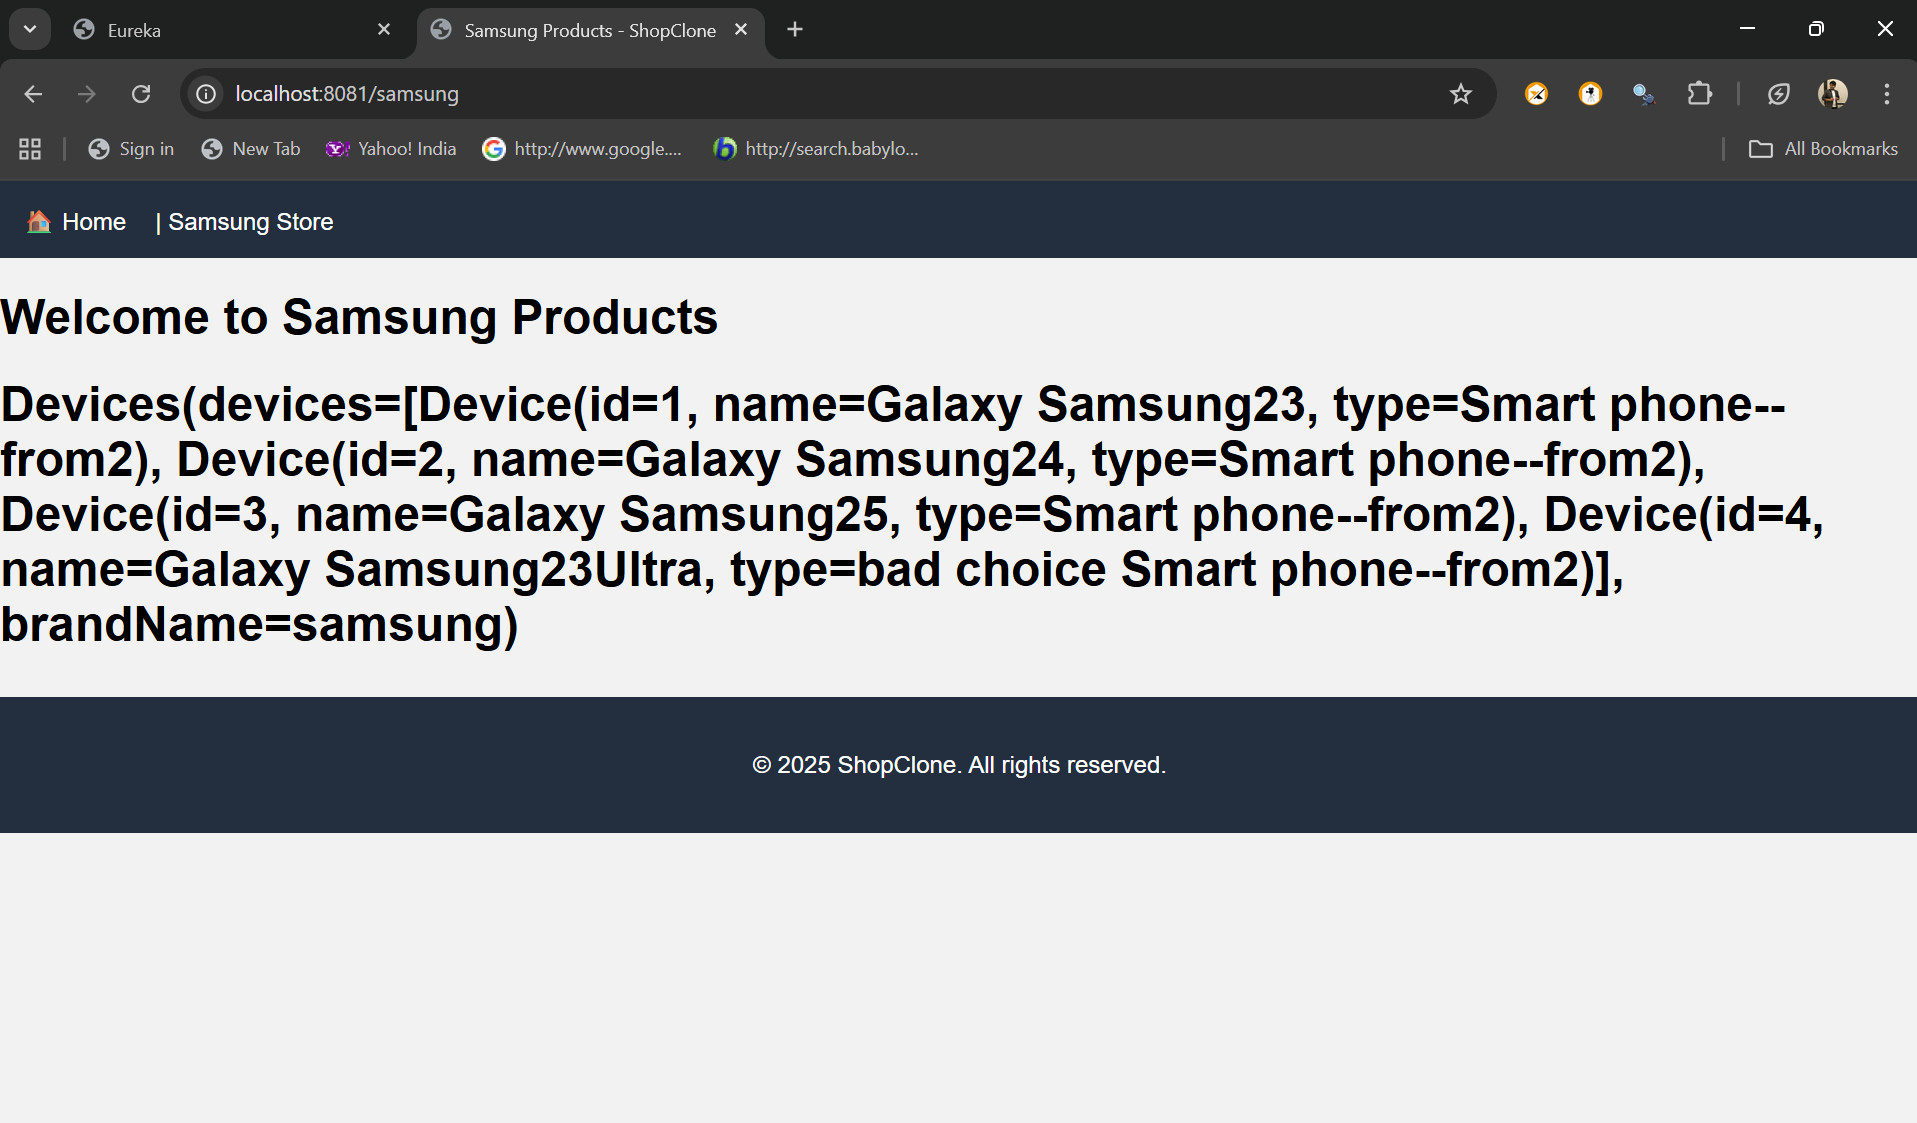 Eureka
Samsung Products - ShopClone
localhost:8081/samsung
Sign in
New Tab
Yahoo! India
http://www.google....
http://search.babylo...
All Bookmarks
Home | Samsung Store
Welcome to Samsung Products
Devices(devices=[Device(id=1, name=Galaxy Samsung23, type=Smart phone--
from2), Device(id=2, name=Galaxy Samsung24, type=Smart phone--from2),
Device(id=3, name=Galaxy Samsung25, type=Smart phone--from2), Device(id=4,
name=Galaxy Samsung23Ultra, type=bad choice Smart phone--from2)],
brandName=samsung)
© 2025 ShopClone. All rights reserved.